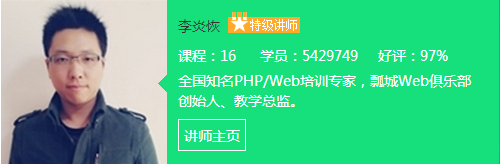 李炎恢 特级讲师
课程：16 学员：5429749 好评：97%
全国知名PHP/Web培训专家，瓢城Web俱乐部
创始人、教学总监。
讲师主页